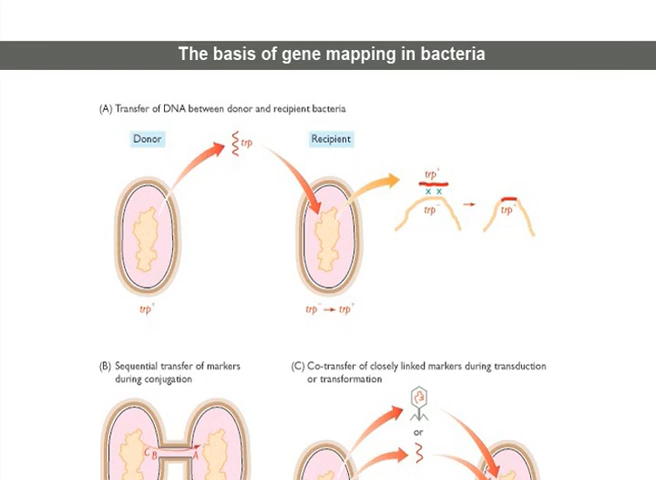 The basis of gene mapping in bacteria
(A) Transfer of DNA between donor and recipient bacteria
Donor
trp
Recipient
trp+
x x
trp−
trp
trp+
trp− → trp+
(B) Sequential transfer of markers
during conjugation
(C) Co-transfer of closely linked markers during transduction
or transformation
C B A
or